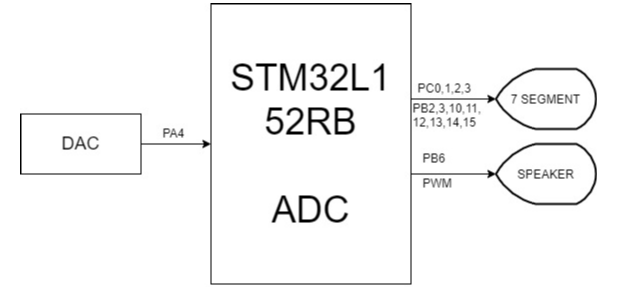 DAC
PA4
STM32L1
52RB
ADC
PC0,1,2,3
PB2,3,10,11,
12,13,14,15
7 SEGMENT
PB6
PWM
SPEAKER